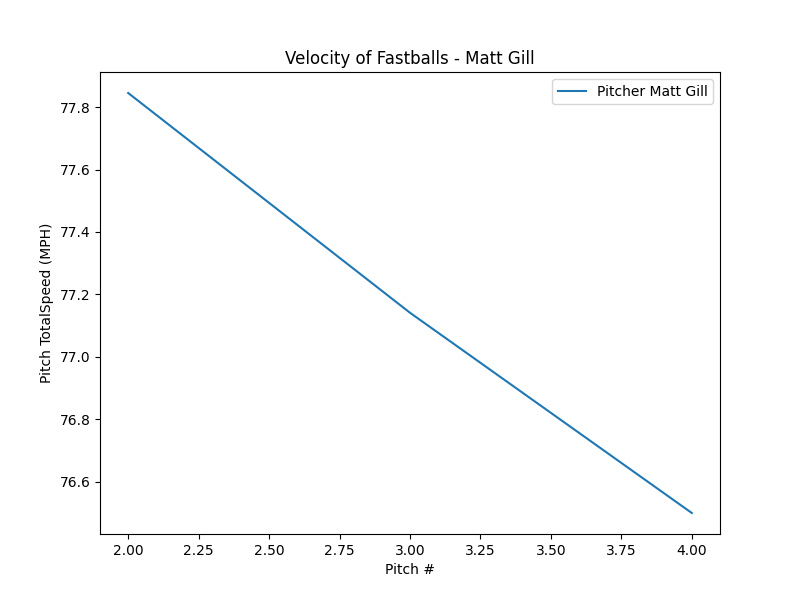 Velocity of Fastballs - Matt Gill
Pitcher Matt Gill
77.8
77.6
77.4
77.2
77.0
76.8
76.6
Pitch TotalSpeed (MPH)
2.00 2.25 2.50 2.75 3.00 3.25 3.50 3.75 4.00
Pitch #